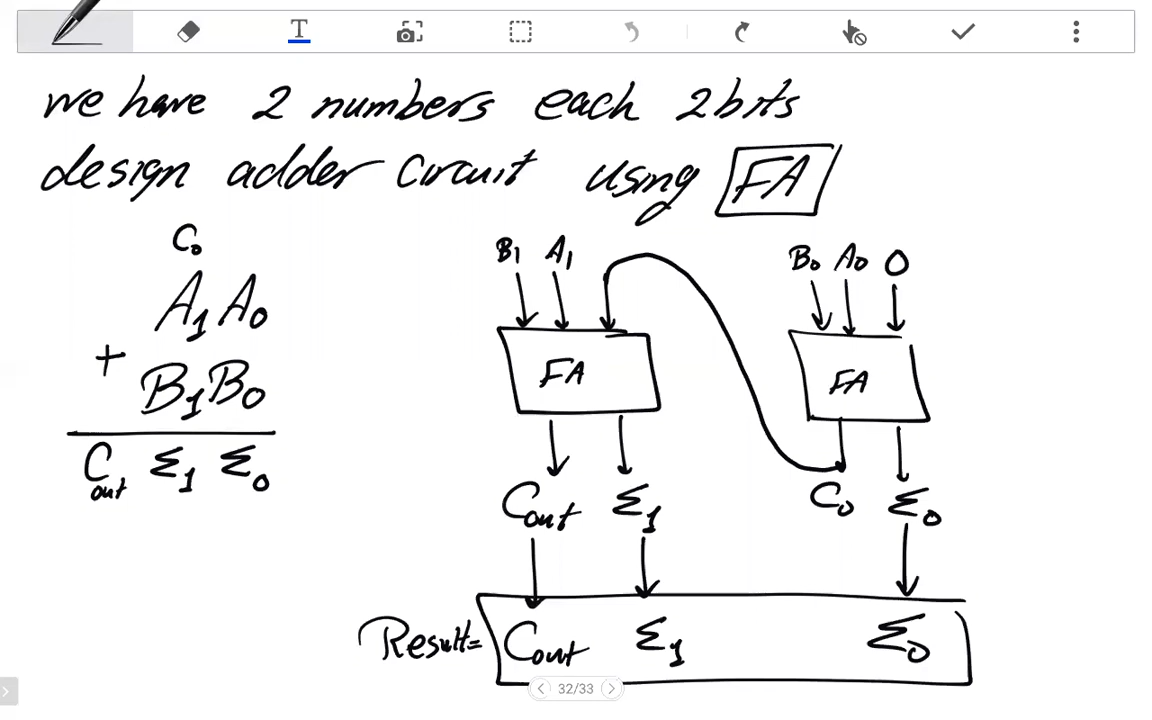 T
we have 2 numbers each 2bits
design adder circuit using FA
C₀
A₁ A₀
+ B₁ B₀
Cout Σ₁ Σ₀
B₁ A₁
FA
Cout Σ₁
B₀ A₀ 0
FA
C₀ Σ₀
Result= Cout Σ₁ Σ₀
32/33